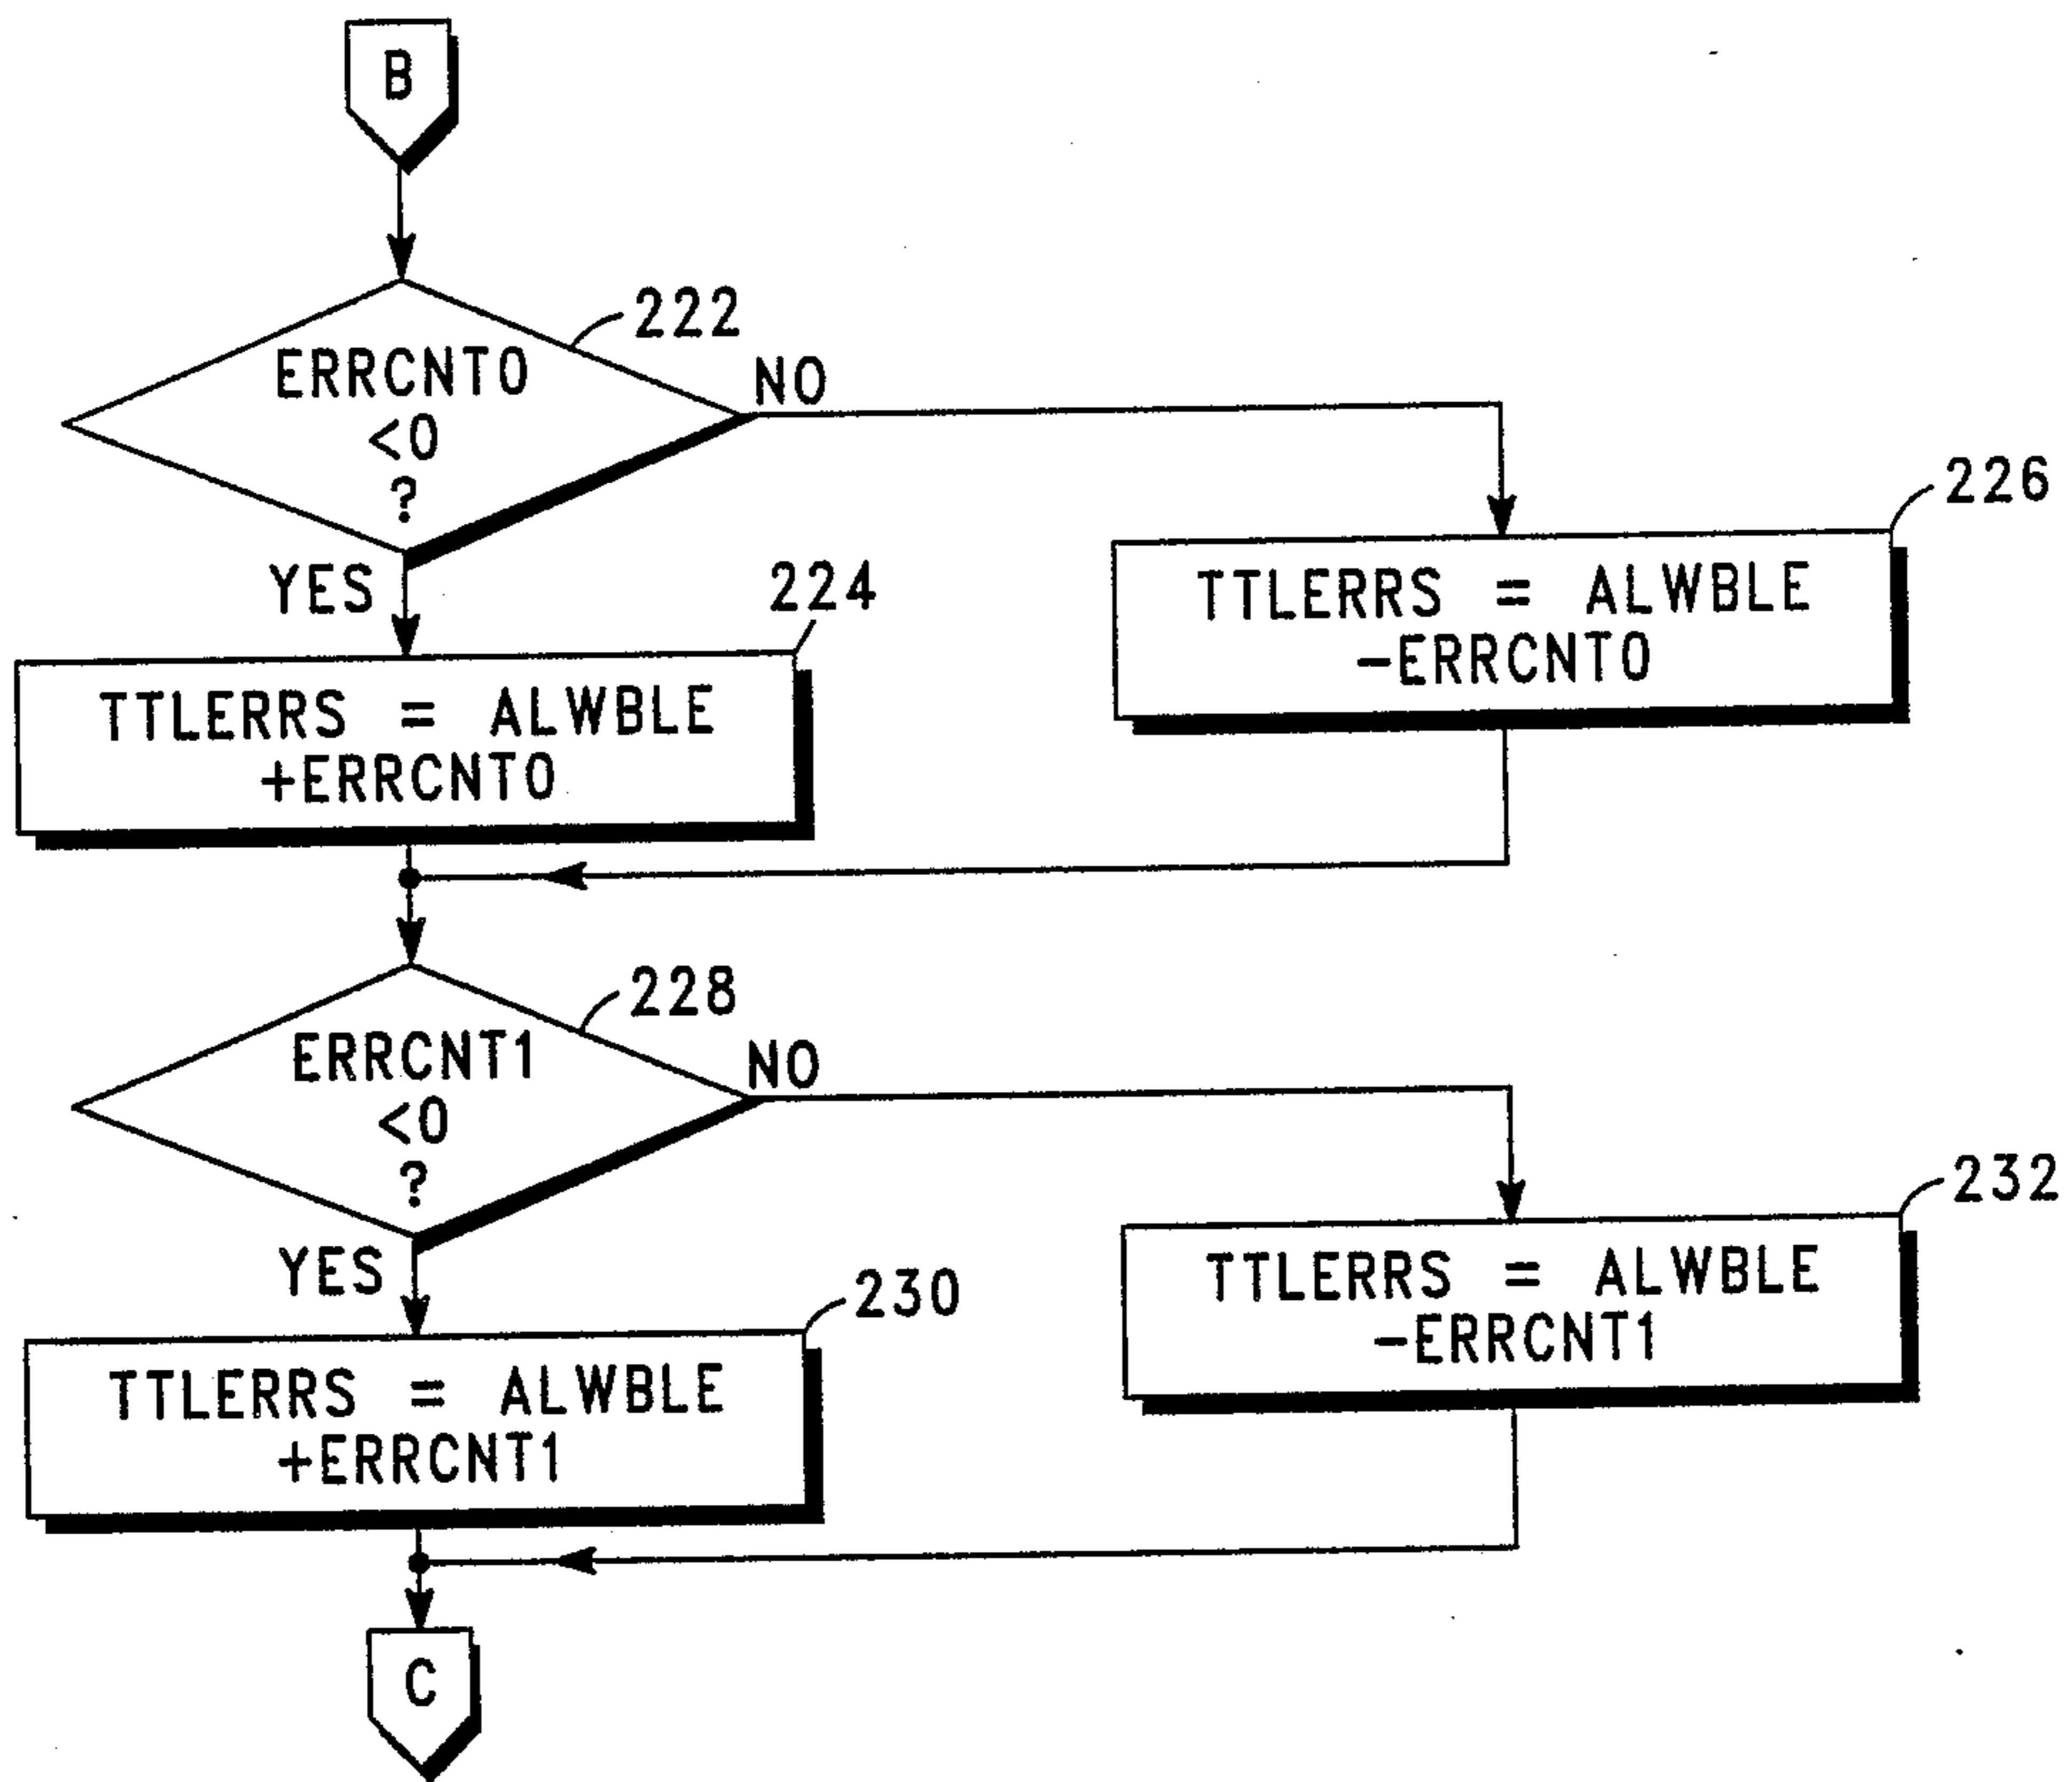 B
222
ERRCNT0
<0
?
NO
YES
226
TTLERRS = ALWBLE
-ERRCNT0
224
TTLERRS = ALWBLE
+ERRCNT0
228
ERRCNT1
<0
?
NO
YES
232
TTLERRS = ALWBLE
-ERRCNT1
230
TTLERRS = ALWBLE
+ERRCNT1
C